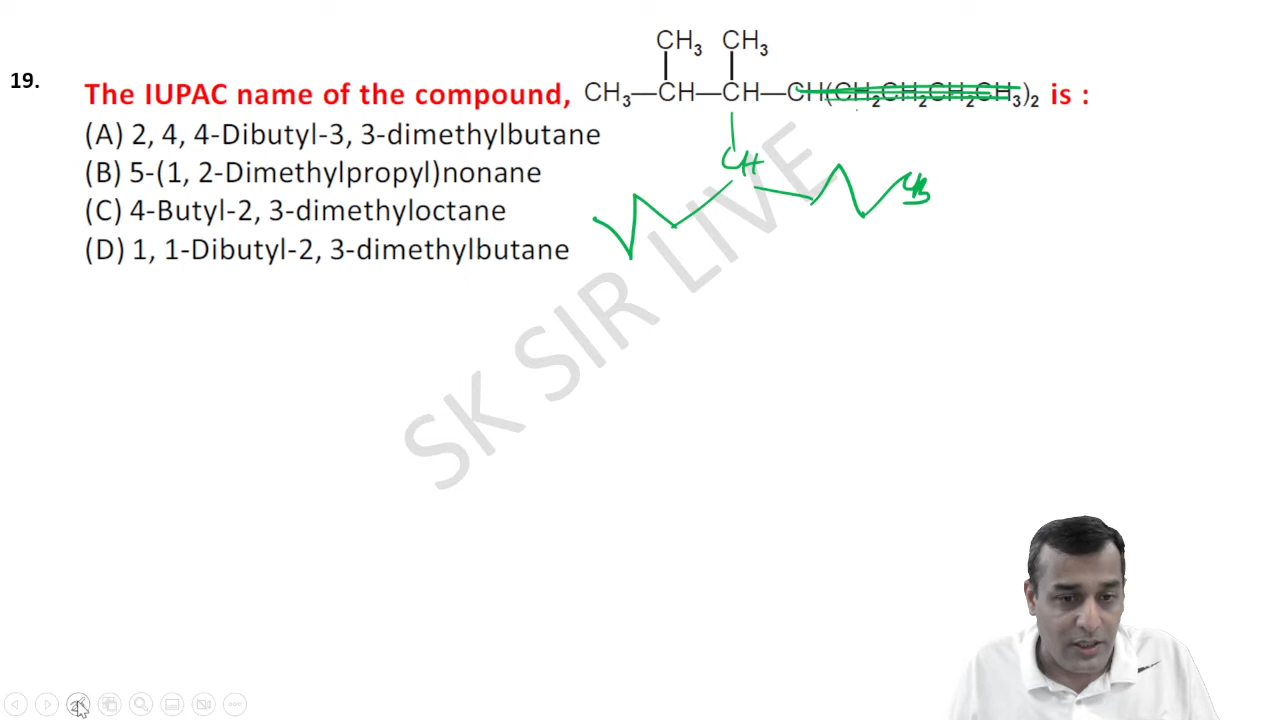 CH₃ CH₃
19.
The IUPAC name of the compound, CH₃—CH—CH—CH(CH₂CH₂CH₂CH₃)₂ is :
(A) 2, 4, 4-Dibutyl-3, 3-dimethylbutane
(B) 5-(1, 2-Dimethylpropyl)nonane
(C) 4-Butyl-2, 3-dimethyloctane
(D) 1, 1-Dibutyl-2, 3-dimethylbutane
CH
SK SIR LIVE